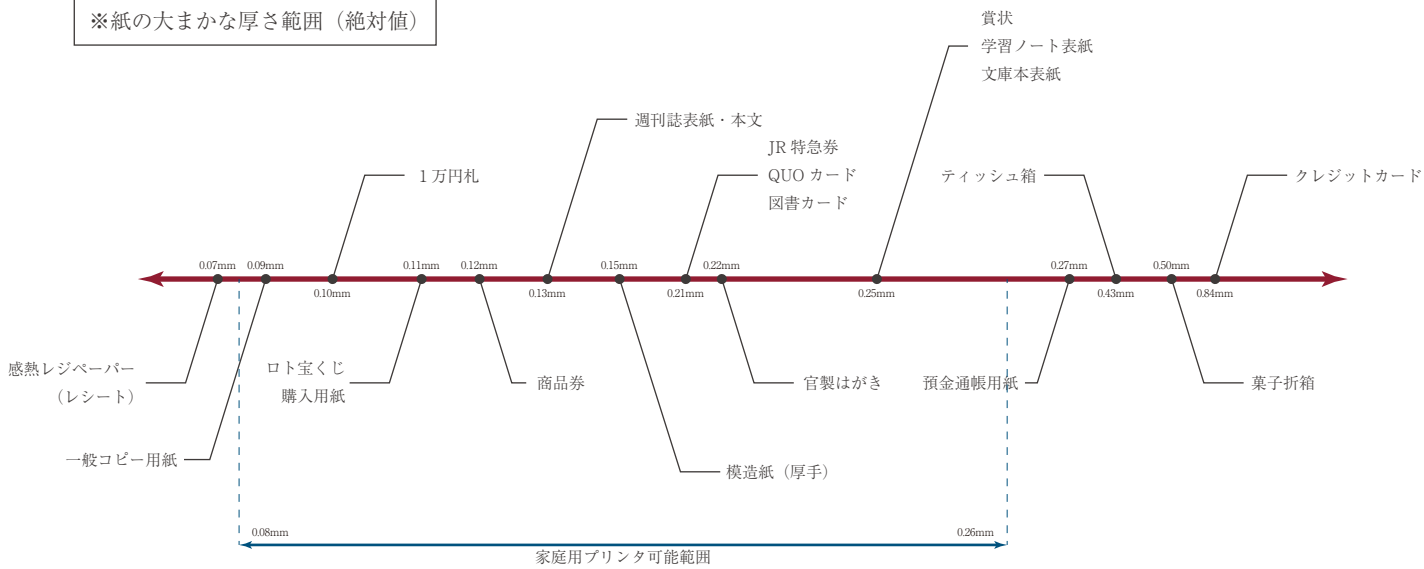 ※紙の大まかな厚さ範囲（絶対値）
賞状
学習ノート表紙
文庫本表紙
週刊誌表紙・本文
JR 特急券
QUO カード
図書カード
1 万円札
ティッシュ箱
クレジットカード
0.07mm
0.09mm
0.10mm
0.11mm
0.12mm
0.13mm
0.15mm
0.21mm
0.22mm
0.25mm
0.27mm
0.43mm
0.50mm
0.84mm
感熱レジペーパー
（レシート）
ロト宝くじ
購入用紙
商品券
官製はがき
預金通帳用紙
菓子折箱
一般コピー用紙
模造紙（厚手）
0.08mm
0.26mm
家庭用プリンタ可能範囲